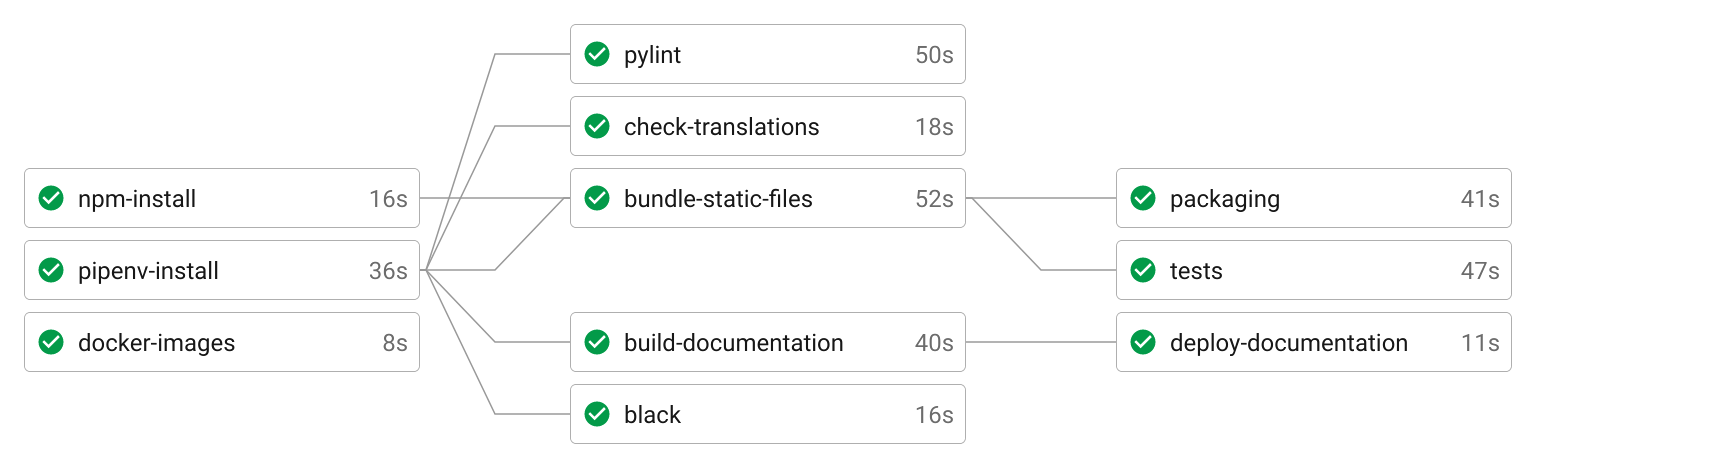 npm-install 16s
pipenv-install 36s
docker-images 8s
pylint 50s
check-translations 18s
bundle-static-files 52s
build-documentation 40s
black 16s
packaging 41s
tests 47s
deploy-documentation 11s